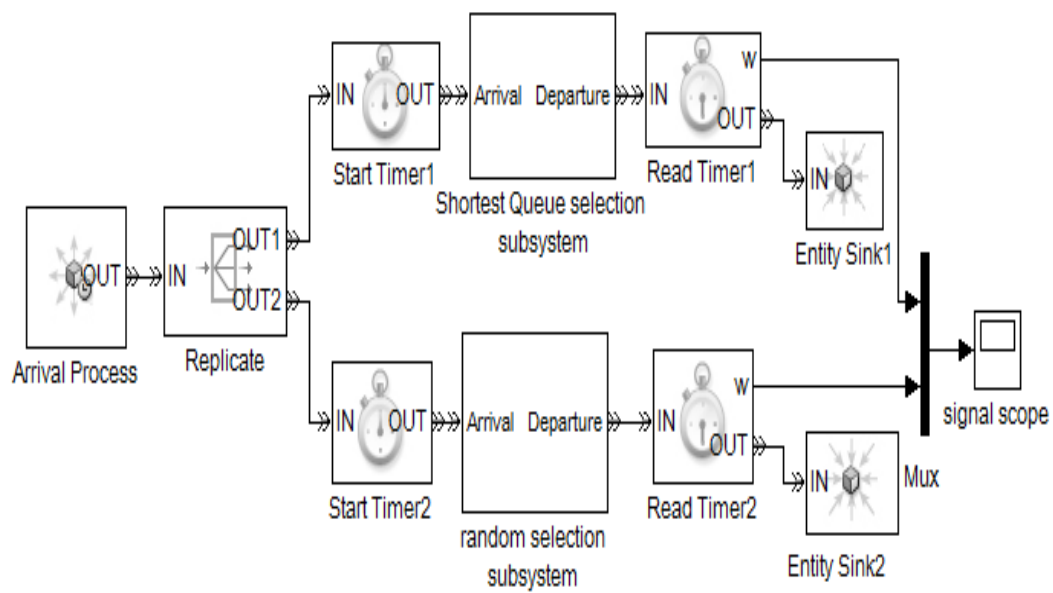 IN OUT
Start Timer1
Arrival Departure
Shortest Queue selection
subsystem
IN w
OUT
Read Timer1
IN
Entity Sink1
OUT
Arrival Process
IN OUT1
OUT2
Replicate
IN OUT
Start Timer2
Arrival Departure
random selection
subsystem
IN w
OUT
Read Timer2
IN
Entity Sink2
Mux
signal scope